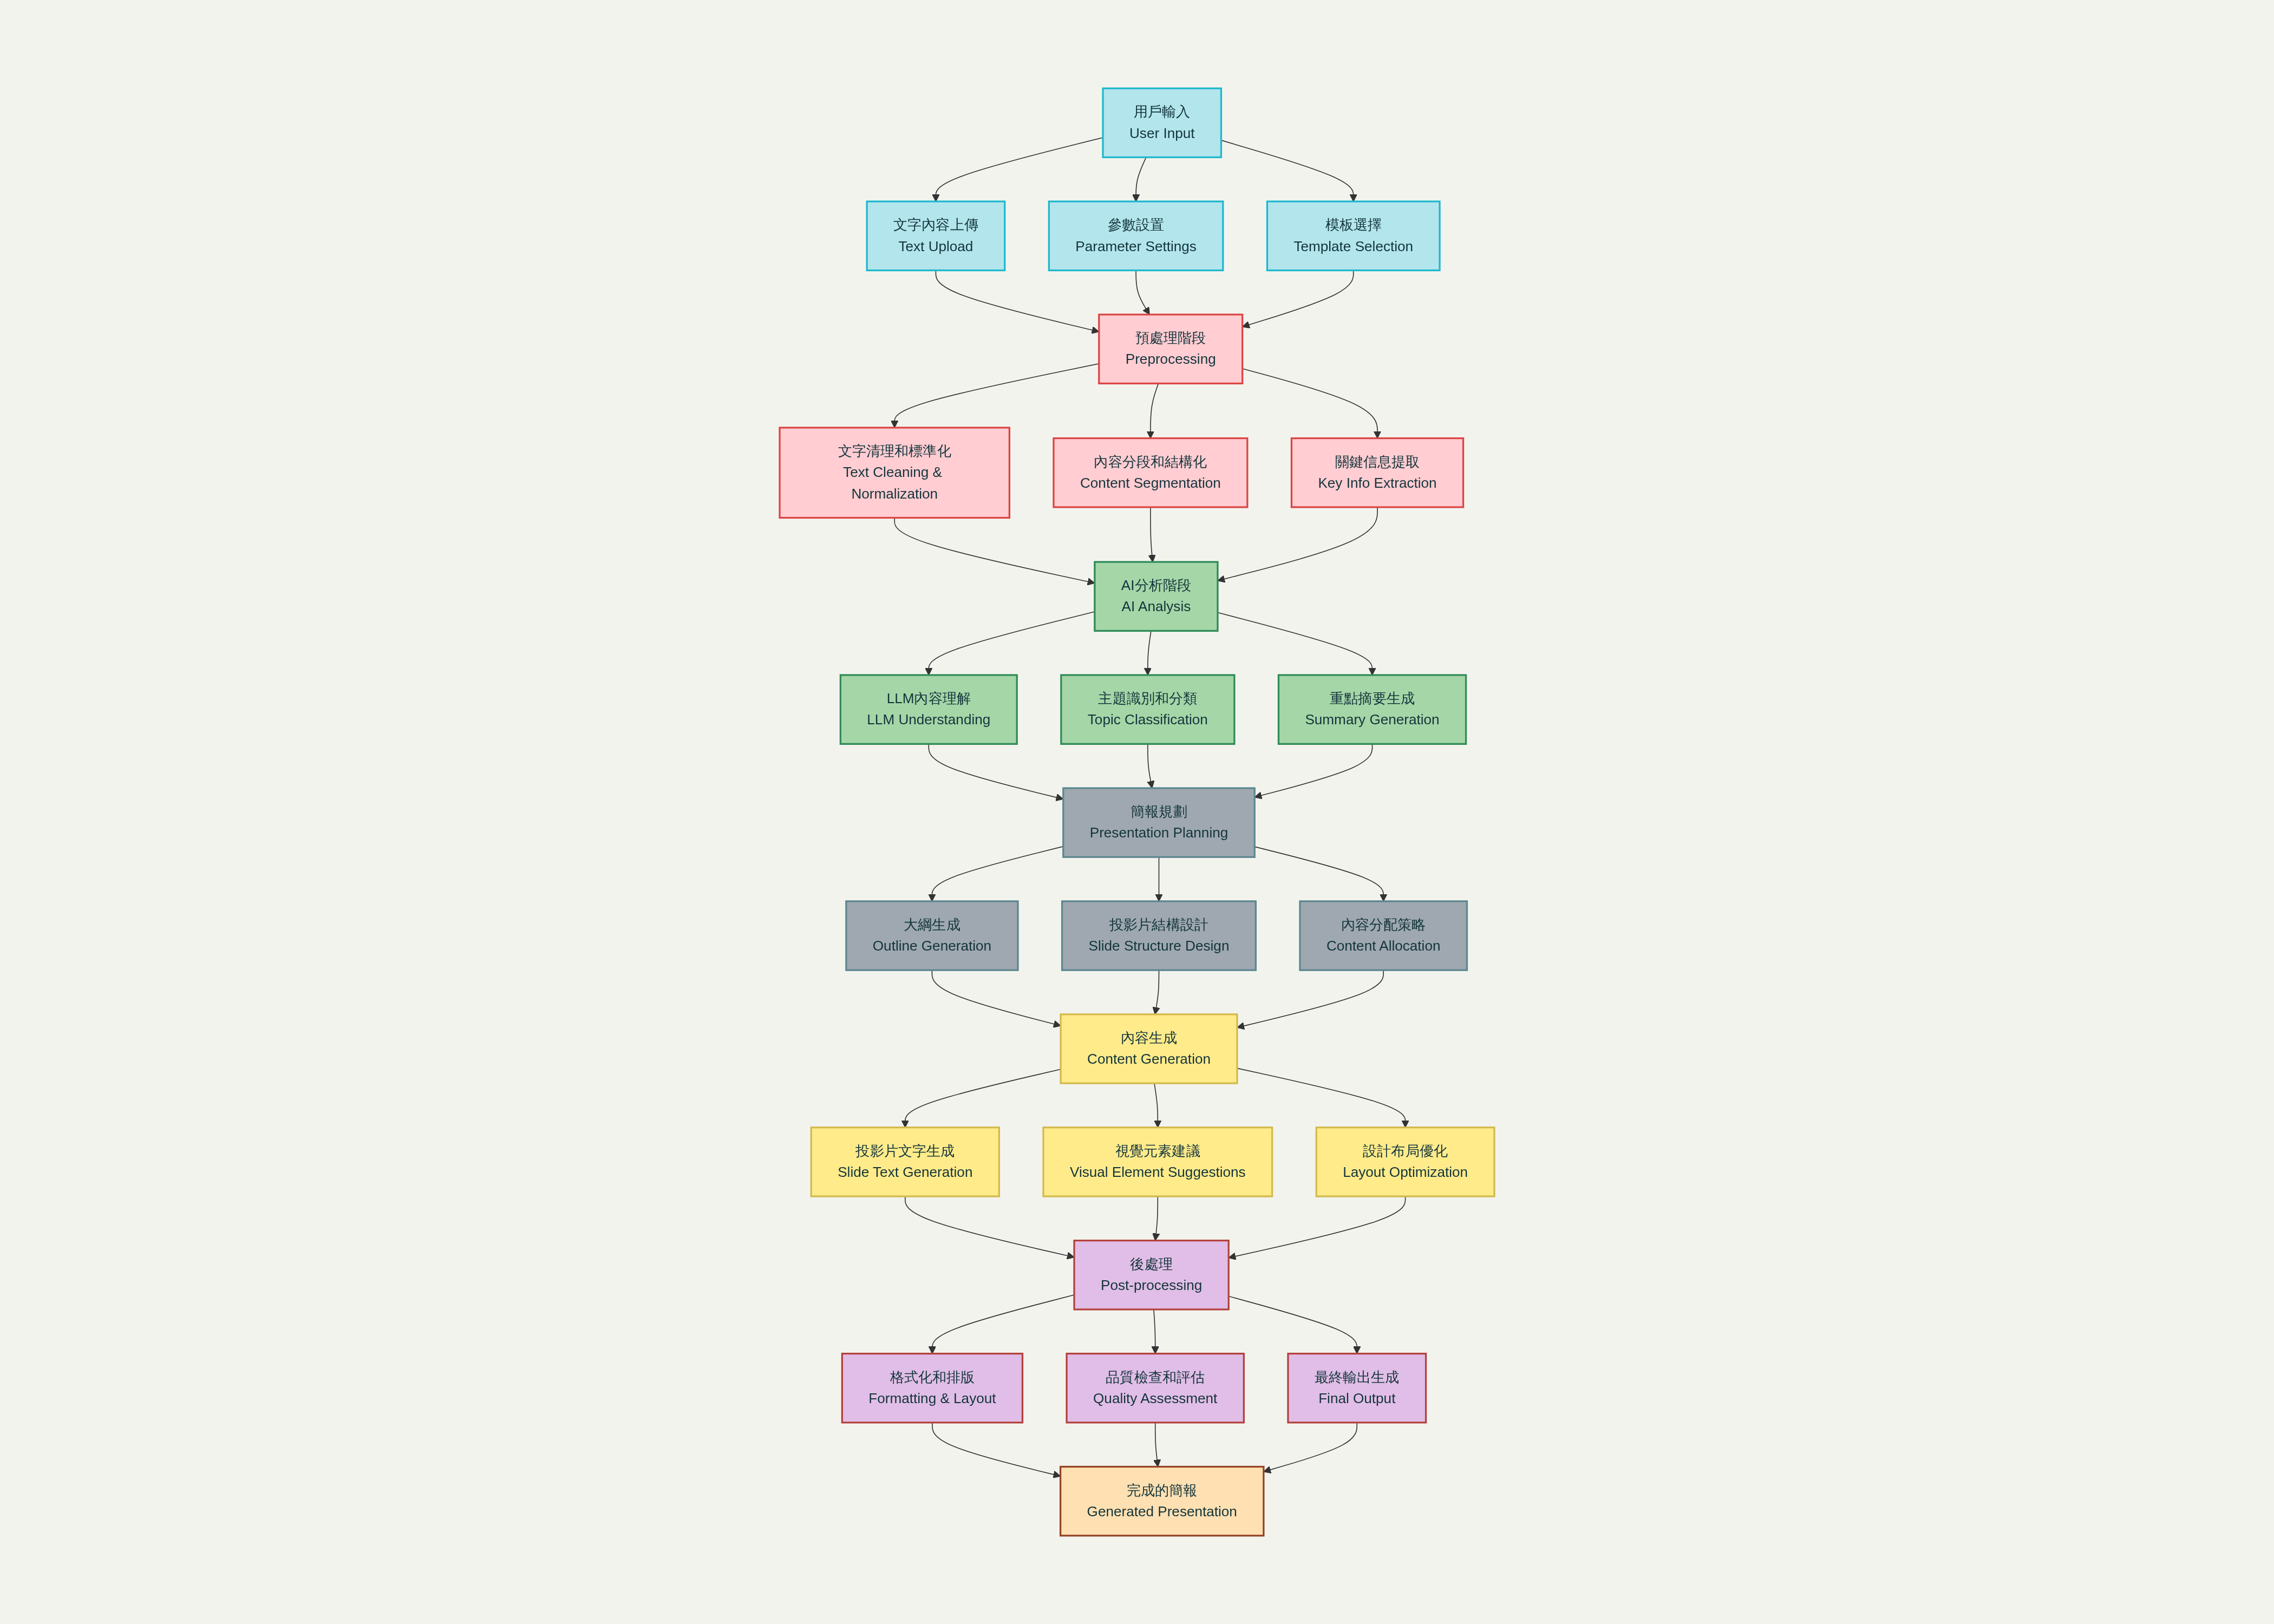 用戶輸入
User Input
文字內容上傳
Text Upload
參數設置
Parameter Settings
模板選擇
Template Selection
預處理階段
Preprocessing
文字清理和標準化
Text Cleaning &
Normalization
內容分段和結構化
Content Segmentation
關鍵信息提取
Key Info Extraction
AI分析階段
AI Analysis
LLM內容理解
LLM Understanding
主題識別和分類
Topic Classification
重點摘要生成
Summary Generation
簡報規劃
Presentation Planning
大綱生成
Outline Generation
投影片結構設計
Slide Structure Design
內容分配策略
Content Allocation
內容生成
Content Generation
投影片文字生成
Slide Text Generation
視覺元素建議
Visual Element Suggestions
設計布局優化
Layout Optimization
後處理
Post-processing
格式化和排版
Formatting & Layout
品質檢查和評估
Quality Assessment
最終輸出生成
Final Output
完成的簡報
Generated Presentation